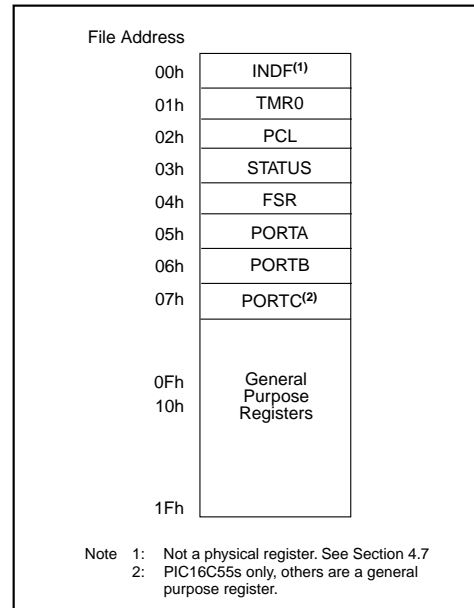 File Address
00h INDF(1)
01h TMR0
02h PCL
03h STATUS
04h FSR
05h PORTA
06h PORTB
07h PORTC(2)
0Fh General
Purpose
10h Registers
1Fh
Note 1: Not a physical register. See Section 4.7
2: PIC16C55s only, others are a general
purpose register.